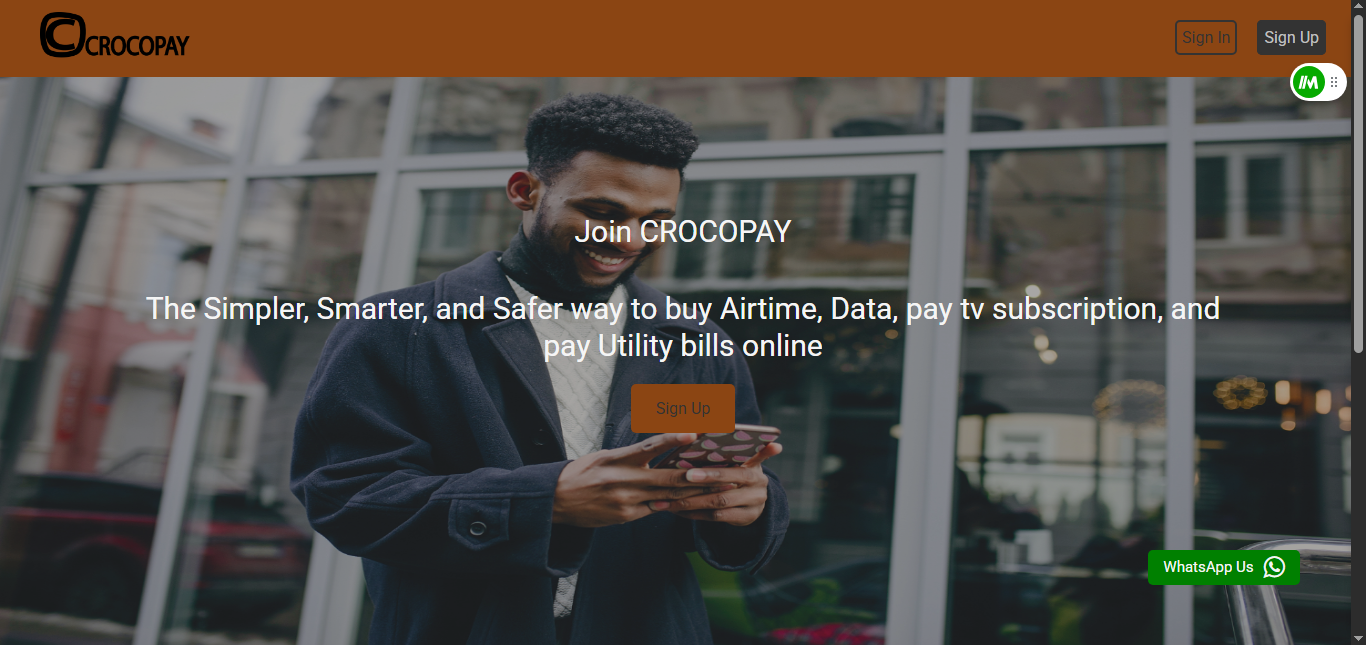 CROCOPAY
Sign In
Sign Up
Join CROCOPAY
The Simpler, Smarter, and Safer way to buy Airtime, Data, pay tv subscription, and
pay Utility bills online
Sign Up
WhatsApp Us